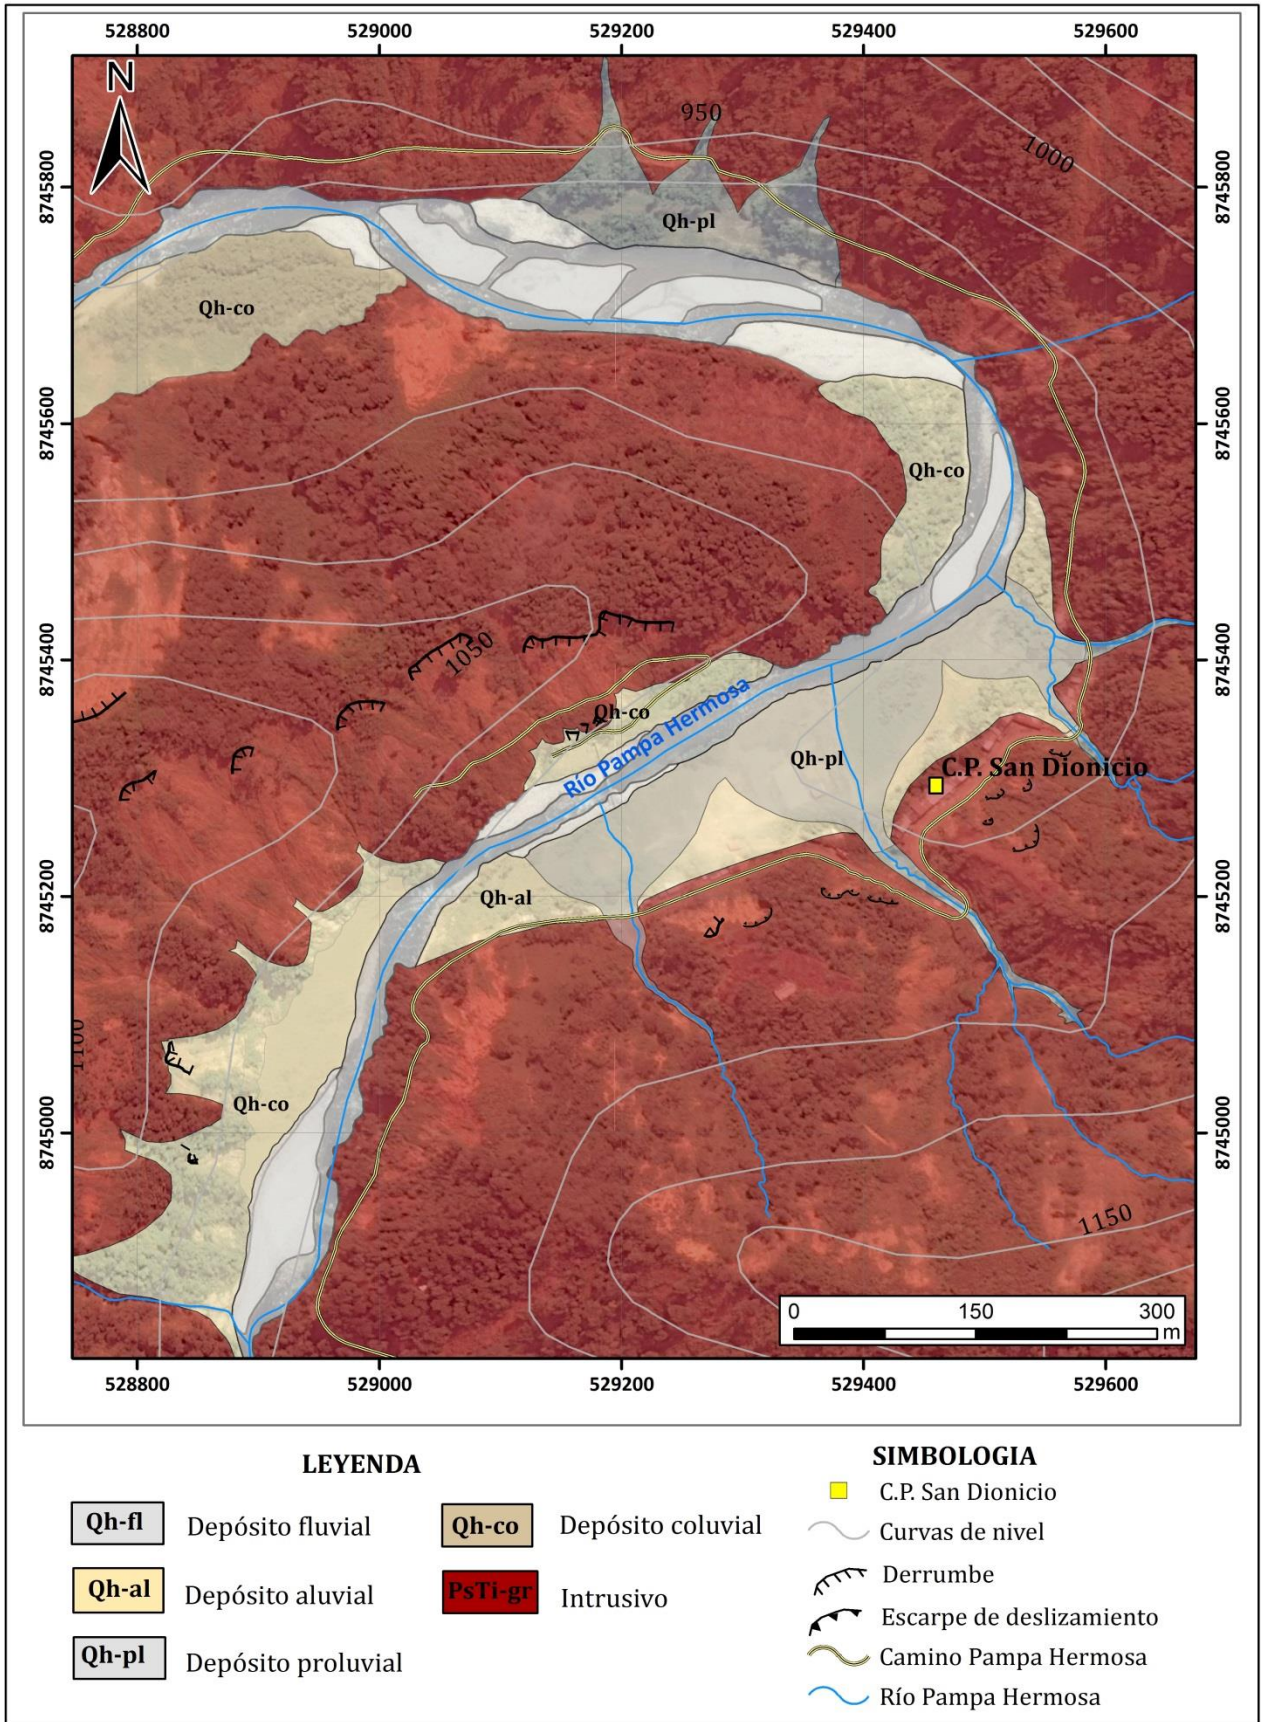 528800 529000 529200 529400 529600
N
950
1000
8745800 8745800
Qh-pl
Qh-co
8745600 8745600
Qh-co
8745400 8745400
1050
Qh-co
Río Pampa Hermosa
Qh-pl
C.P. San Dionicio
8745200 8745200
Qh-al
1100
Qh-co
8745000 8745000
1150
0 150 300
m
528800 529000 529200 529400 529600
LEYENDA
Qh-fl Depósito fluvial
Qh-al Depósito aluvial
Qh-pl Depósito proluvial
Qh-co Depósito coluvial
PsTi-gr Intrusivo
SIMBOLOGIA
C.P. San Dionicio
Curvas de nivel
Derrumbe
Escarpe de deslizamiento
Camino Pampa Hermosa
Río Pampa Hermosa